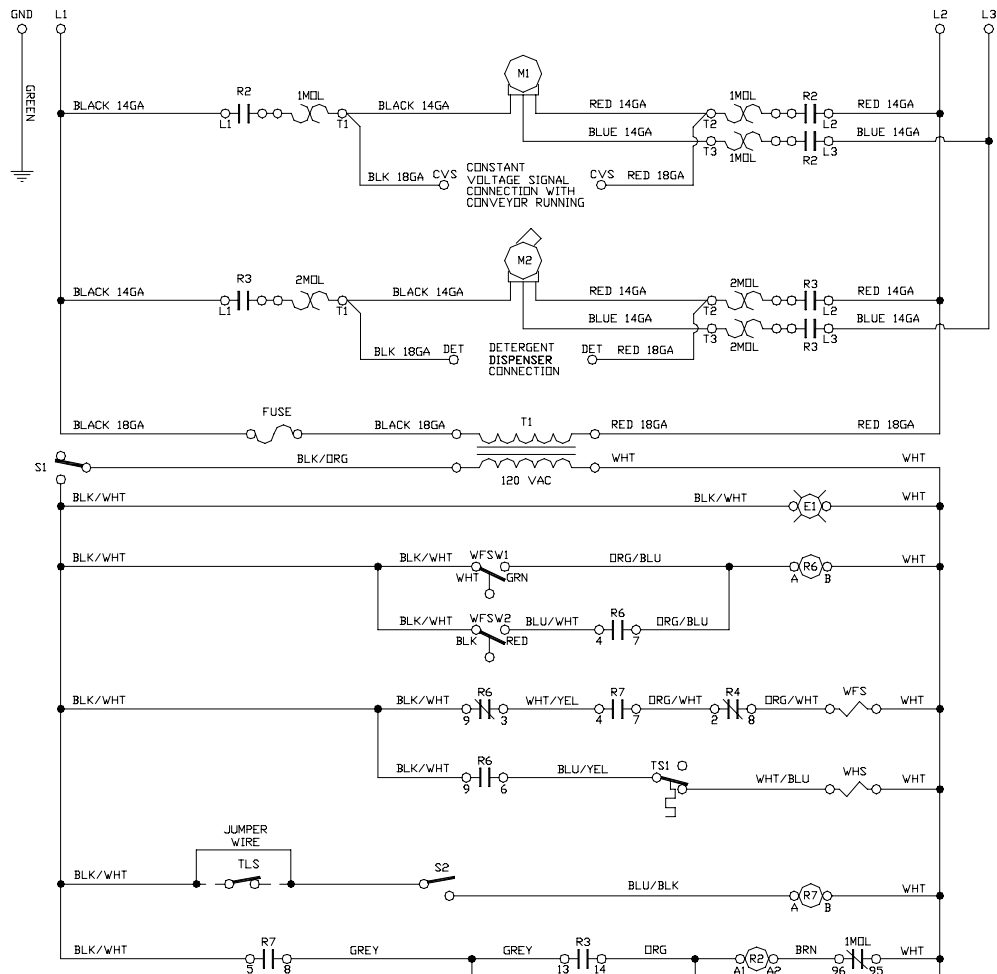 GND L1 L2 L3
GREEN
M1
BLACK 14GA R2 1MOL BLACK 14GA RED 14GA 1MOL R2 RED 14GA
L1 T1 T2 L2
BLUE 14GA BLUE 14GA
T3 1MOL R2 L3
BLK 18GA CVS CONSTANT CVS RED 18GA
VOLTAGE SIGNAL
CONNECTION WITH
CONVEYOR RUNNING
M2
BLACK 14GA R3 2MOL BLACK 14GA RED 14GA 2MOL R3 RED 14GA
L1 T1 T2 L2
BLUE 14GA BLUE 14GA
T3 2MOL R3 L3
BLK 18GA DET DETERGENT DET RED 18GA
DISPENSER
CONNECTION
FUSE T1
BLACK 18GA BLACK 18GA RED 18GA RED 18GA
S1 BLK/ORG WHT WHT
120 VAC
BLK/WHT BLK/WHT E1 WHT
BLK/WHT BLK/WHT WFSW1 ORG/BLU R6 WHT
WHT GRN A B
BLK/WHT WFSW2 BLU/WHT R6 ORG/BLU
BLK RED 4 7
BLK/WHT BLK/WHT R6 WHT/YEL R7 ORG/WHT R4 ORG/WHT WFS WHT
9 3 4 7 2 8
BLK/WHT R6 BLU/YEL TS1 WHT/BLU WHS WHT
9 6
JUMPER
WIRE
BLK/WHT TLS S2 BLU/BLK R7 WHT
A B
BLK/WHT R7 GREY GREY R3 ORG R2 BRN 1MOL WHT
5 8 13 14 A1 A2 96 95